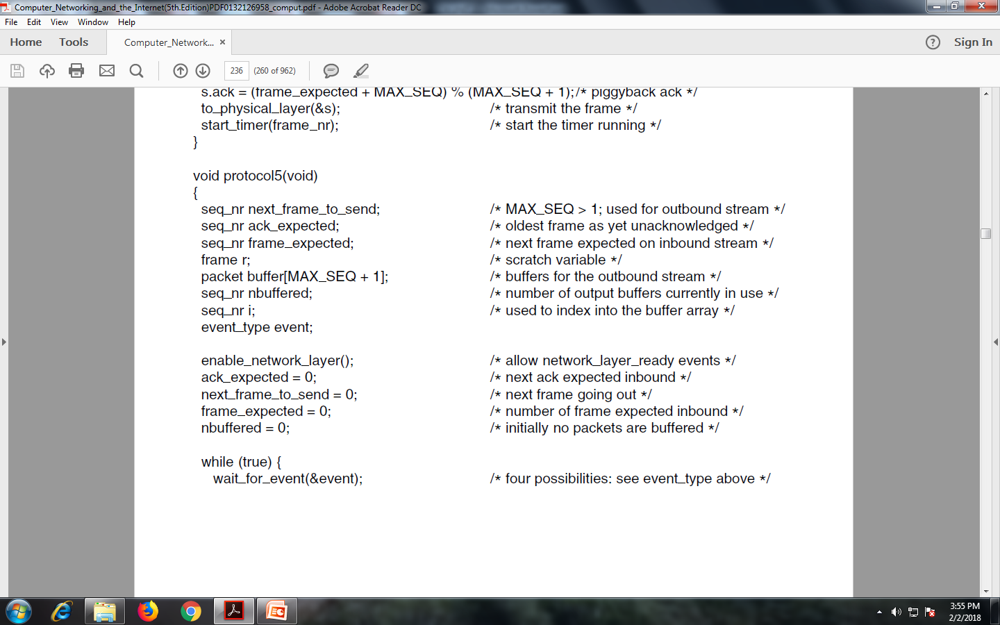 Computer_Networking_and_the_Internet(5th.Edition)PDF0132126958_comput.pdf - Adobe Acrobat Reader DC
File Edit View Window Help
Home Tools Computer_Network... × ? Sign In
236 (260 of 962)
s.ack = (frame_expected + MAX_SEQ) % (MAX_SEQ + 1);/* piggyback ack */
to_physical_layer(&s); /* transmit the frame */
start_timer(frame_nr); /* start the timer running */
}
void protocol5(void)
{
seq_nr next_frame_to_send; /* MAX_SEQ > 1; used for outbound stream */
seq_nr ack_expected; /* oldest frame as yet unacknowledged */
seq_nr frame_expected; /* next frame expected on inbound stream */
frame r; /* scratch variable */
packet buffer[MAX_SEQ + 1]; /* buffers for the outbound stream */
seq_nr nbuffered; /* number of output buffers currently in use */
seq_nr i; /* used to index into the buffer array */
event_type event;
enable_network_layer(); /* allow network_layer_ready events */
ack_expected = 0; /* next ack expected inbound */
next_frame_to_send = 0; /* next frame going out */
frame_expected = 0; /* number of frame expected inbound */
nbuffered = 0; /* initially no packets are buffered */
while (true) {
wait_for_event(&event); /* four possibilities: see event_type above */
3:55 PM
2/2/2018